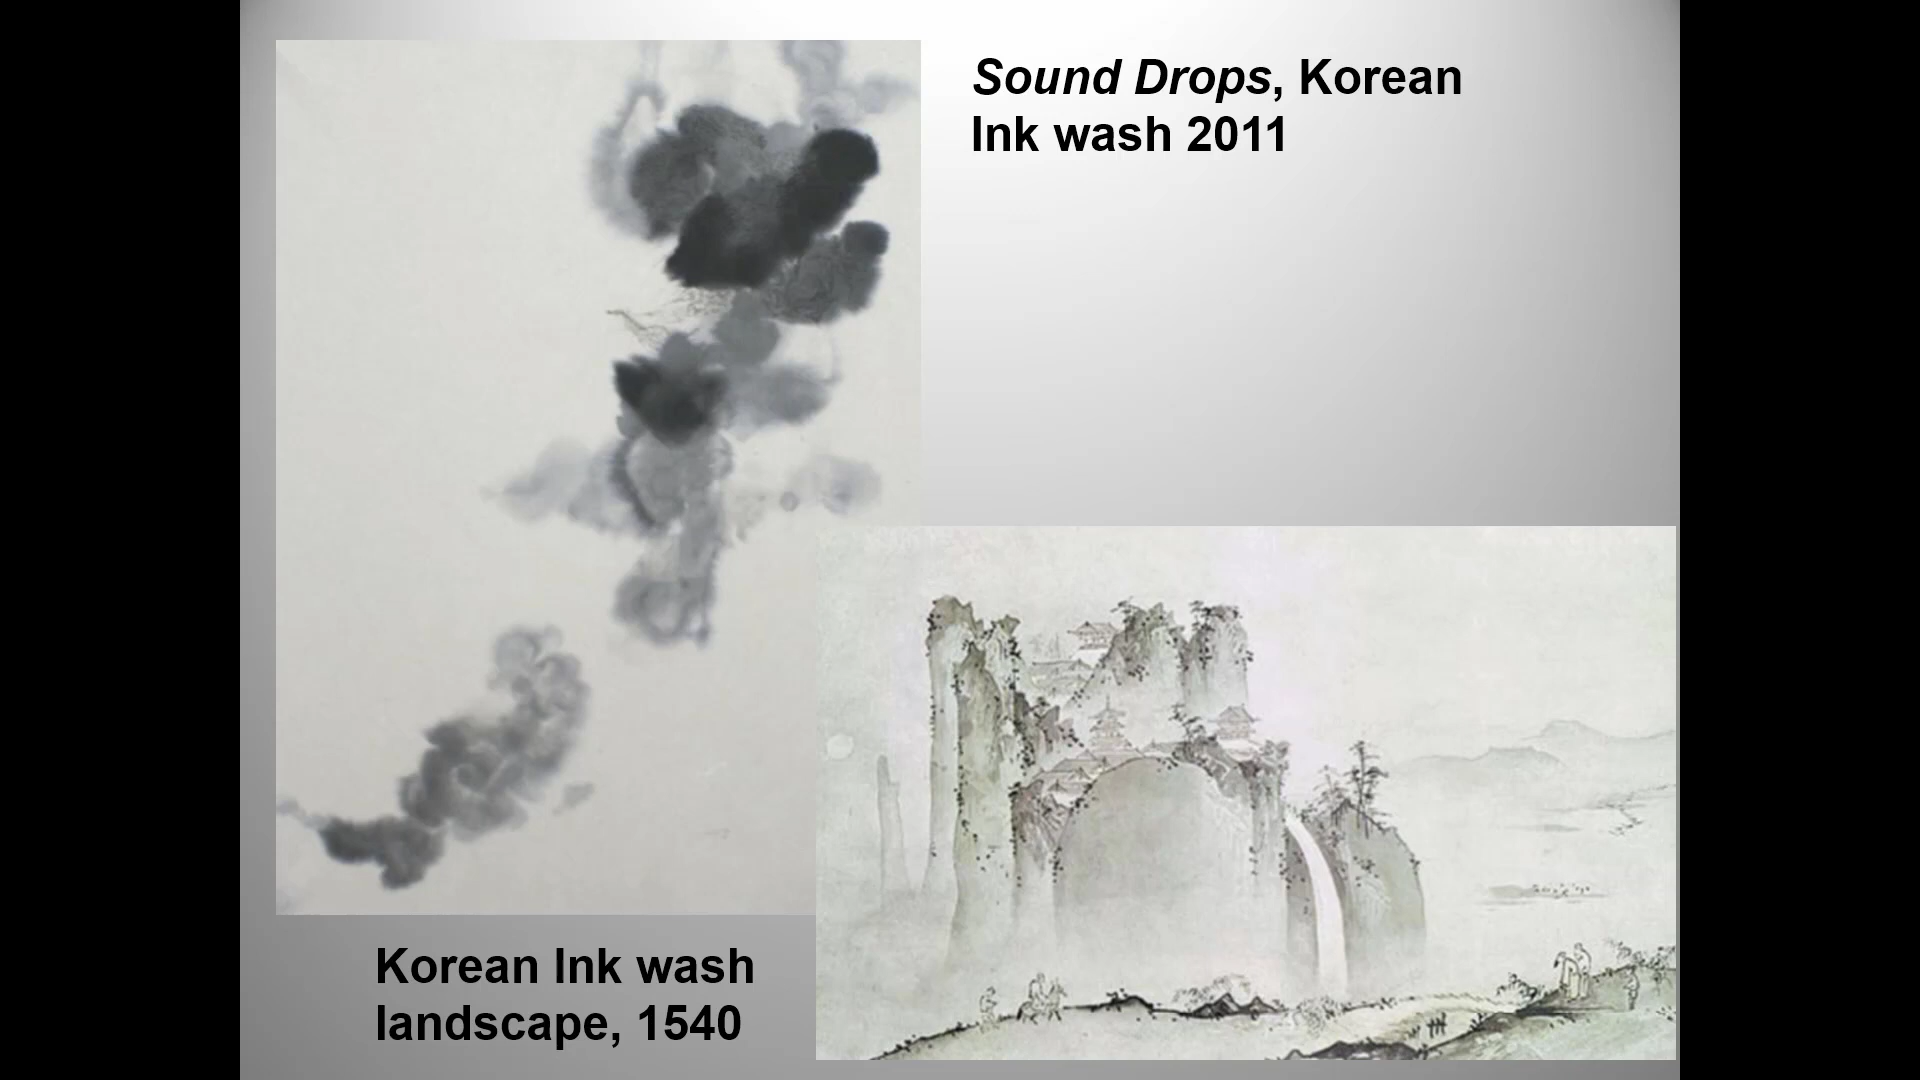 Sound Drops, Korean
Ink wash 2011
Korean Ink wash
landscape, 1540